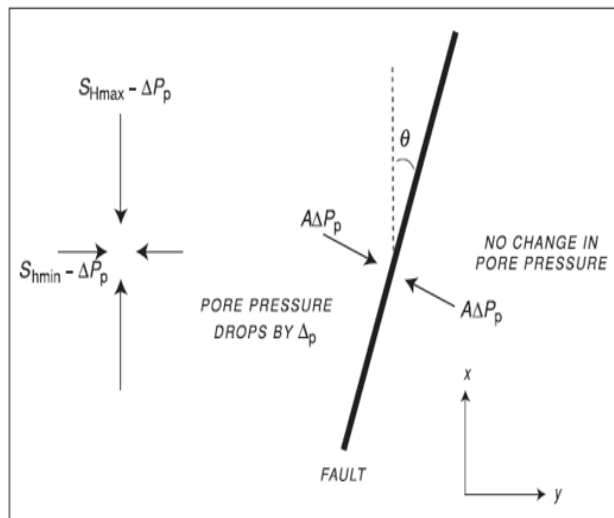 S_Hmax – ΔP_p
θ
AΔP_p
NO CHANGE IN
PORE PRESSURE
S_hmin – ΔP_p
PORE PRESSURE
DROPS BY Δ_p
AΔP_p
x
FAULT
y